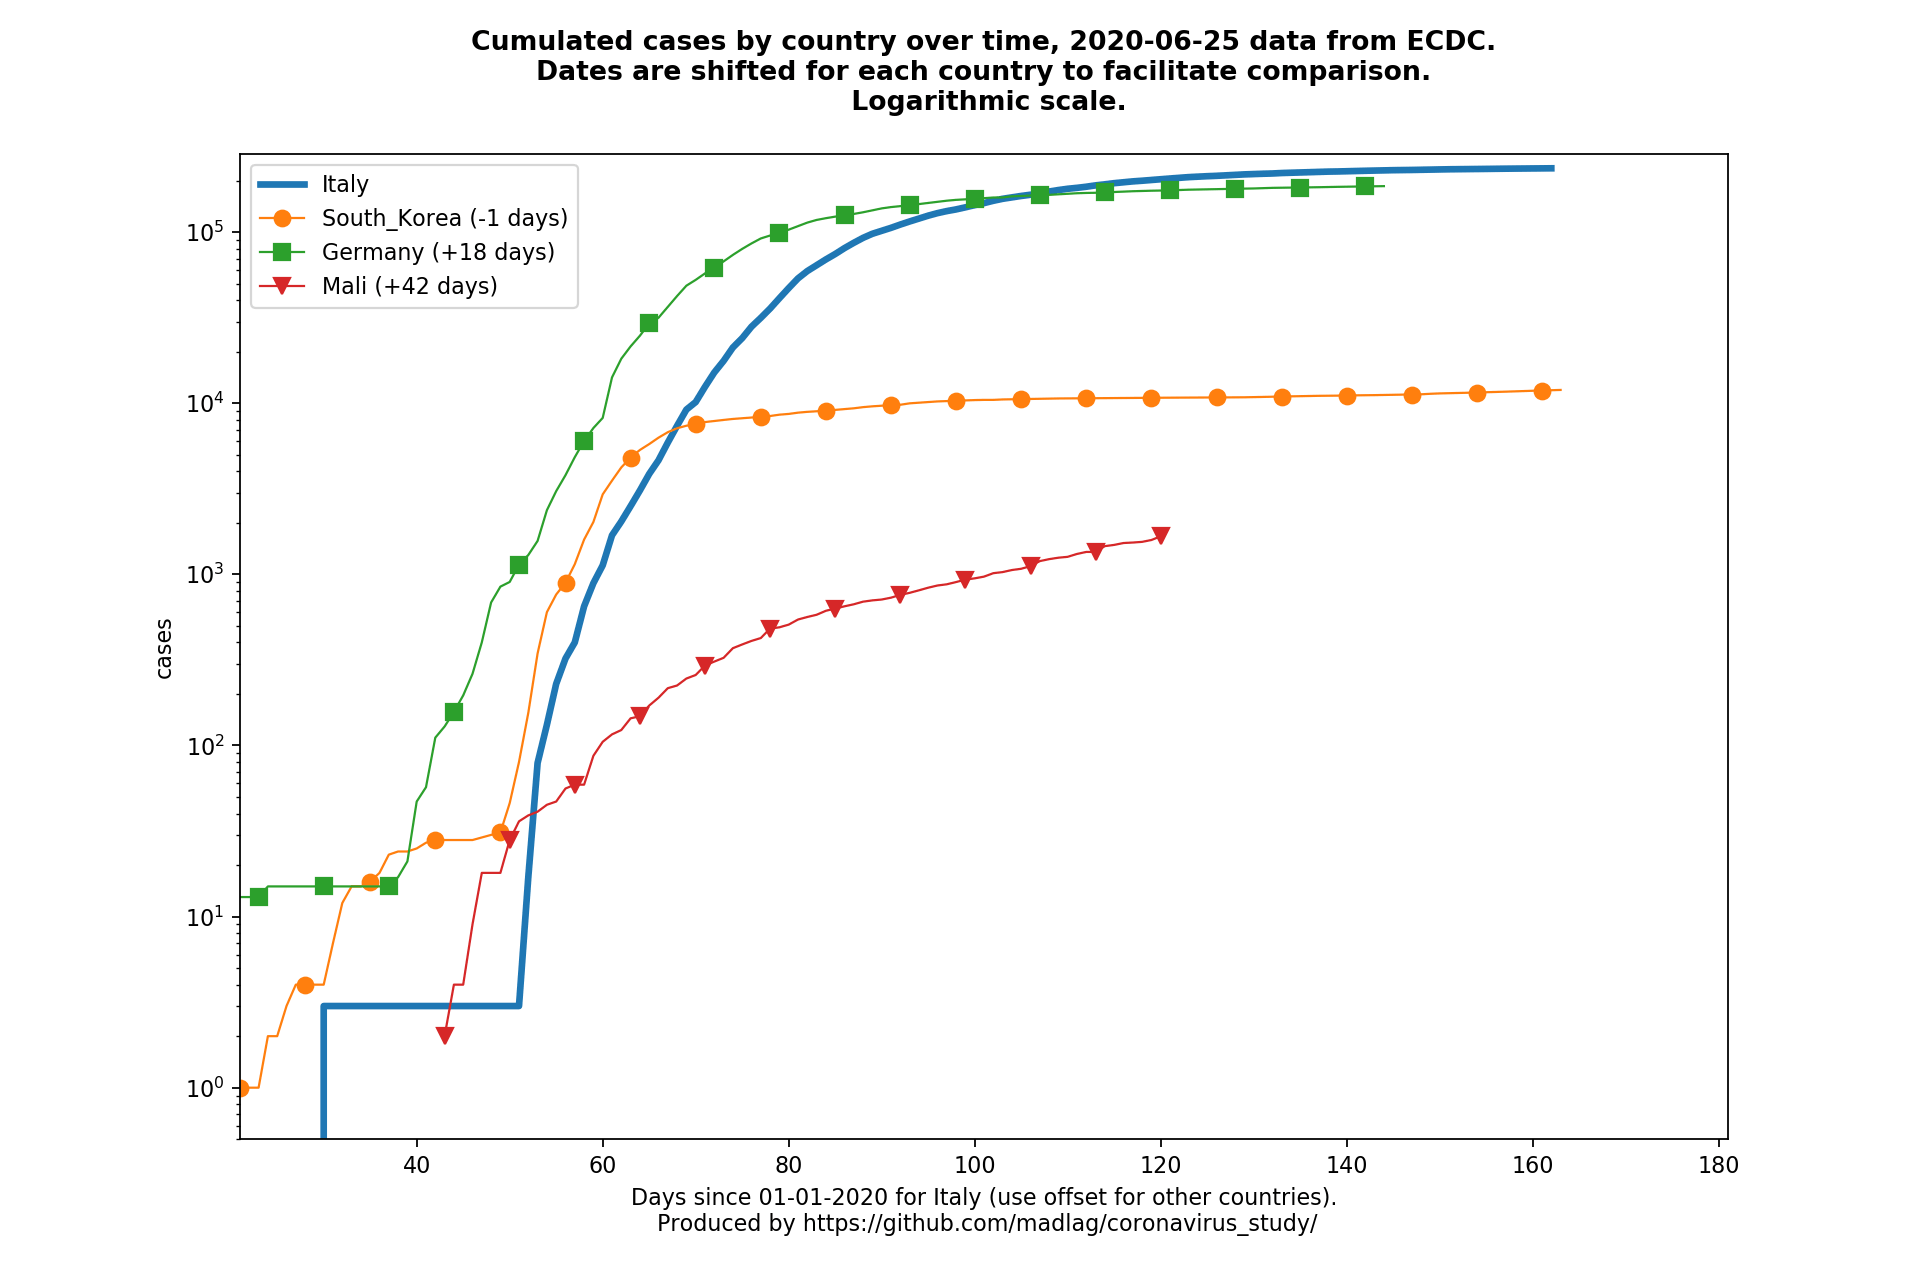 Cumulated cases by country over time, 2020-06-25 data from ECDC.
Dates are shifted for each country to facilitate comparison.
Logarithmic scale.
Italy
South_Korea (-1 days)
Germany (+18 days)
Mali (+42 days)
10^5
10^4
10^3
10^2
10^1
10^0
cases
40 60 80 100 120 140 160 180
Days since 01-01-2020 for Italy (use offset for other countries).
Produced by https://github.com/madlag/coronavirus_study/